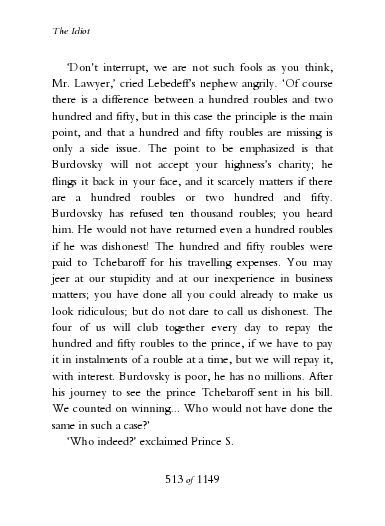 The Idiot
‘Don’t interrupt, we are not such fools as you think,
Mr. Lawyer,’ cried Lebedeff’s nephew angrily. ‘Of course
there is a difference between a hundred roubles and two
hundred and fifty, but in this case the principle is the main
point, and that a hundred and fifty roubles are missing is
only a side issue. The point to be emphasized is that
Burdovsky will not accept your highness’s charity; he
flings it back in your face, and it scarcely matters if there
are a hundred roubles or two hundred and fifty.
Burdovsky has refused ten thousand roubles; you heard
him. He would not have returned even a hundred roubles
if he was dishonest! The hundred and fifty roubles were
paid to Tchebaroff for his travelling expenses. You may
jeer at our stupidity and at our inexperience in business
matters; you have done all you could already to make us
look ridiculous; but do not dare to call us dishonest. The
four of us will club together every day to repay the
hundred and fifty roubles to the prince, if we have to pay
it in instalments of a rouble at a time, but we will repay it,
with interest. Burdovsky is poor, he has no millions. After
his journey to see the prince Tchebaroff sent in his bill.
We counted on winning... Who would not have done the
same in such a case?’
‘Who indeed?’ exclaimed Prince S.
513 of 1149